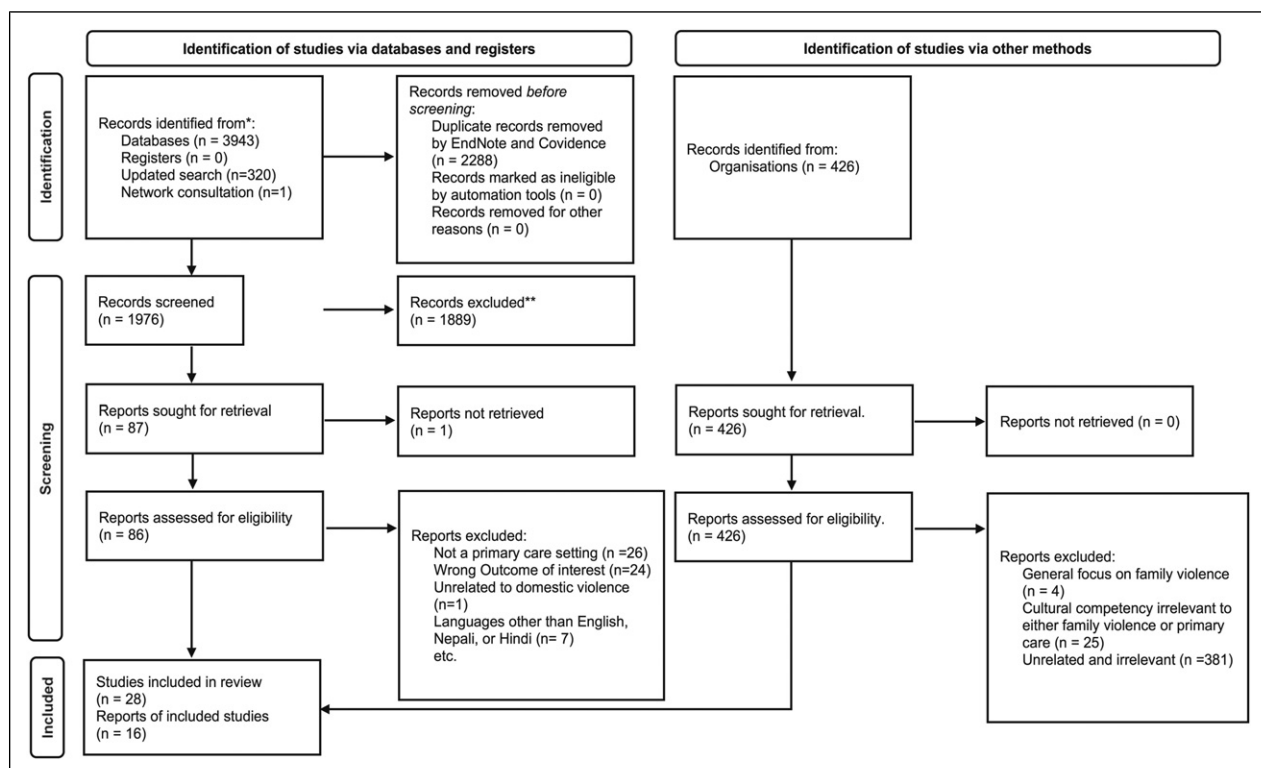 Identification of studies via databases and registers
Identification of studies via other methods
Identification
Records identified from*:
Databases (n = 3943)
Registers (n = 0)
Updated search (n=320)
Network consultation (n=1)
Records removed before
screening:
Duplicate records removed
by EndNote and Covidence
(n = 2288)
Records marked as ineligible
by automation tools (n = 0)
Records removed for other
reasons (n = 0)
Records identified from:
Organisations (n = 426)
Screening
Records screened
(n = 1976)
Records excluded**
(n = 1889)
Reports sought for retrieval
(n = 87)
Reports not retrieved
(n = 1)
Reports sought for retrieval.
(n = 426)
Reports not retrieved (n = 0)
Reports assessed for eligibility
(n = 86)
Reports excluded:
Not a primary care setting (n =26)
Wrong Outcome of interest (n=24)
Unrelated to domestic violence
(n=1)
Languages other than English,
Nepali, or Hindi (n= 7)
etc.
Reports assessed for eligibility.
(n = 426)
Reports excluded:
General focus on family violence
(n = 4)
Cultural competency irrelevant to
either family violence or primary
care (n = 25)
Unrelated and irrelevant (n =381)
Included
Studies included in review
(n = 28)
Reports of included studies
(n = 16)